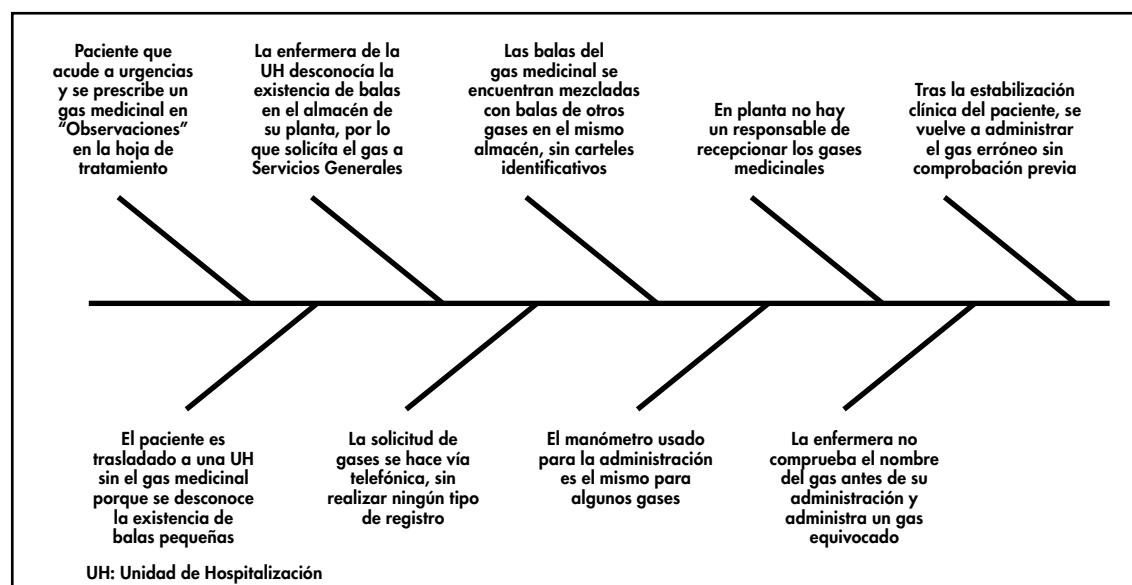 Paciente que
acude a urgencias
y se prescribe un
gas medicinal en
“Observaciones”
en la hoja de
tratamiento
La enfermera de la
UH desconocía la
existencia de balas
en el almacén de
su planta, por lo
que solicíta el gas a
Servicios Generales
Las balas del
gas medicinal se
encuentran mezcladas
con balas de otros
gases en el mismo
almacén, sin carteles
identificativos
En planta no hay
un responsable de
recepcionar los gases
medicinales
Tras la estabilización
clínica del paciente, se
vuelve a administrar
el gas erróneo sin
comprobación previa
El paciente es
trasladado a una UH
sin el gas medicinal
porque se desconoce
la existencia de
balas pequeñas
La solicitud de
gases se hace vía
telefónica, sin
realizar ningún tipo
de registro
El manómetro usado
para la administración
es el mismo para
algunos gases
La enfermera no
comprueba el nombre
del gas antes de su
administración y
administra un gas
equivocado
UH: Unidad de Hospitalización